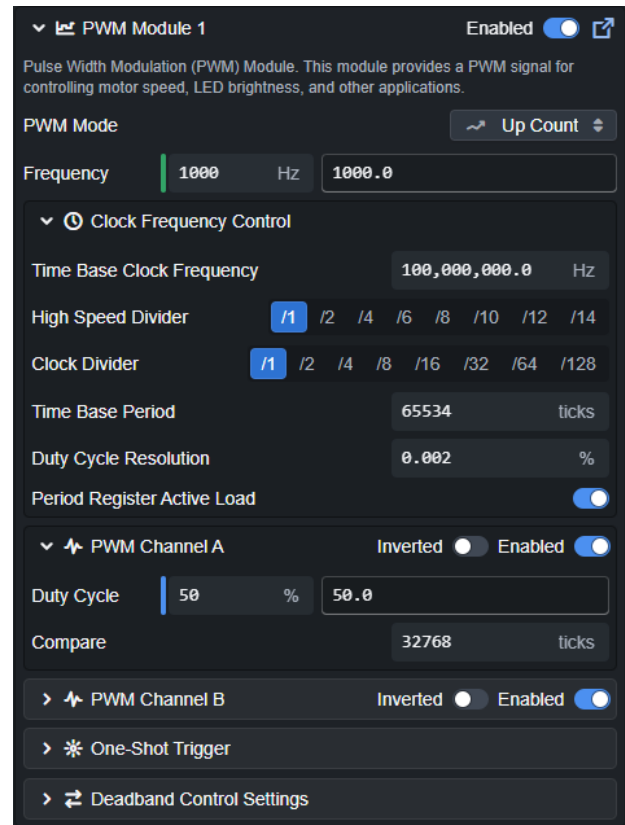 PWM Module 1 Enabled
Pulse Width Modulation (PWM) Module. This module provides a PWM signal for
controlling motor speed, LED brightness, and other applications.
PWM Mode Up Count
Frequency 1000 Hz 1000.0
Clock Frequency Control
Time Base Clock Frequency 100,000,000.0 Hz
High Speed Divider /1 /2 /4 /6 /8 /10 /12 /14
Clock Divider /1 /2 /4 /8 /16 /32 /64 /128
Time Base Period 65534 ticks
Duty Cycle Resolution 0.002 %
Period Register Active Load
PWM Channel A Inverted Enabled
Duty Cycle 50 % 50.0
Compare 32768 ticks
PWM Channel B Inverted Enabled
One-Shot Trigger
Deadband Control Settings